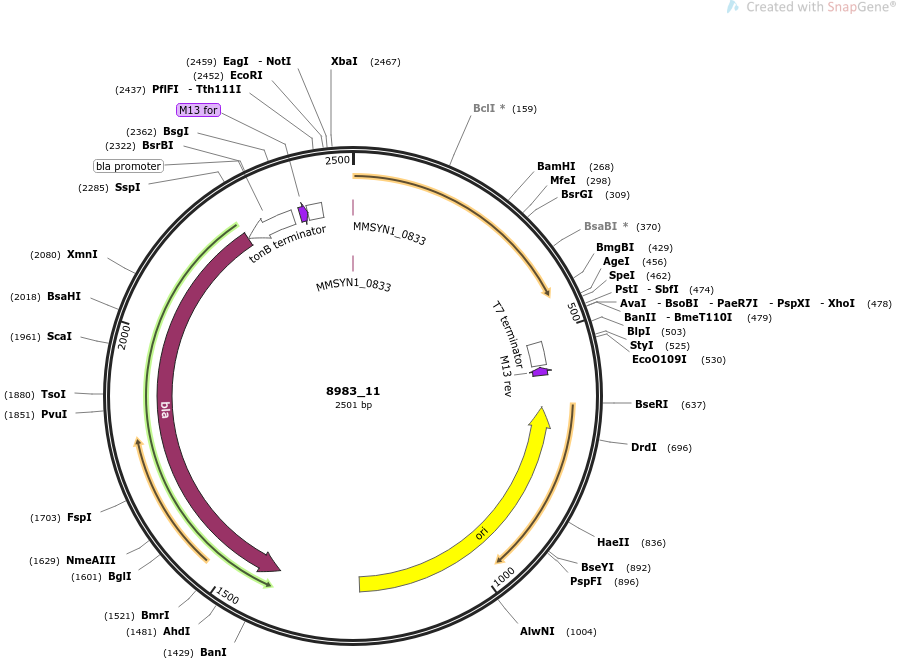 Created with SnapGene®
(2459) EagI - NotI
XbaI (2467)
(2452) EcoRI
(2437) PflFI - Tth111I
M13 for
BclI * (159)
(2362) BsgI
(2322) BsrBI
2500
bla promoter
BamHI (268)
MfeI (298)
(2285) SspI
BsrGI (309)
BsaBI * (370)
MMSYN1_0833
tonB terminator
BmgBI (429)
(2080) XmnI
AgeI (456)
SpeI (462)
MMSYN1_0833
PstI - SbfI (474)
(2018) BsaHI
AvaI - BsoBI - PaeR7I - PspXI - XhoI (478)
500
BanII - BmeT110I (479)
2000
BlpI (503)
(1961) ScaI
T7 terminator
StyI (525)
EcoO109I (530)
M13 rev
8983_11
2501 bp
(1880) TsoI
BseRI (637)
bla
(1851) PvuI
DrdI (696)
(1703) FspI
ori
HaeII (836)
(1629) NmeAIII
BseYI (892)
(1601) BglI
1000
PspFI (896)
1500
(1521) BmrI
(1481) AhdI
AlwNI (1004)
(1429) BanI